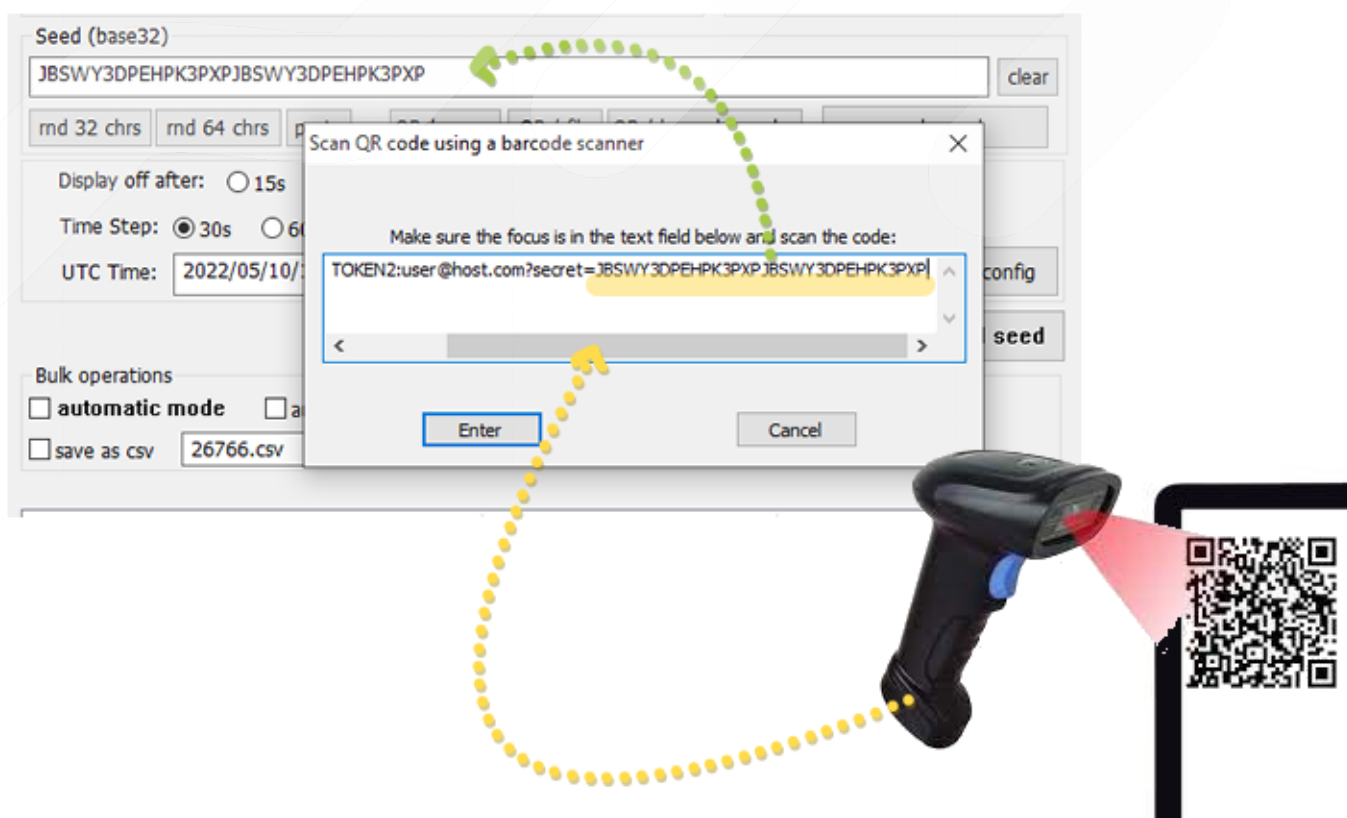 Seed (base32)
JBSWY3DPEHPK3PXPJBSWY3DPEHPK3PXP
clear
rnd 32 chrs
rnd 64 chrs
Scan QR code using a barcode scanner
Display off after:
15s
Time Step:
30s
Make sure the focus is in the text field below and scan the code:
UTC Time:
2022/05/10/
TOKEN2:user@host.com?secret=JBSWY3DPEHPK3PXPJBSWY3DPEHPK3PXP
config
seed
Bulk operations
automatic mode
save as csv
26766.csv
Enter
Cancel